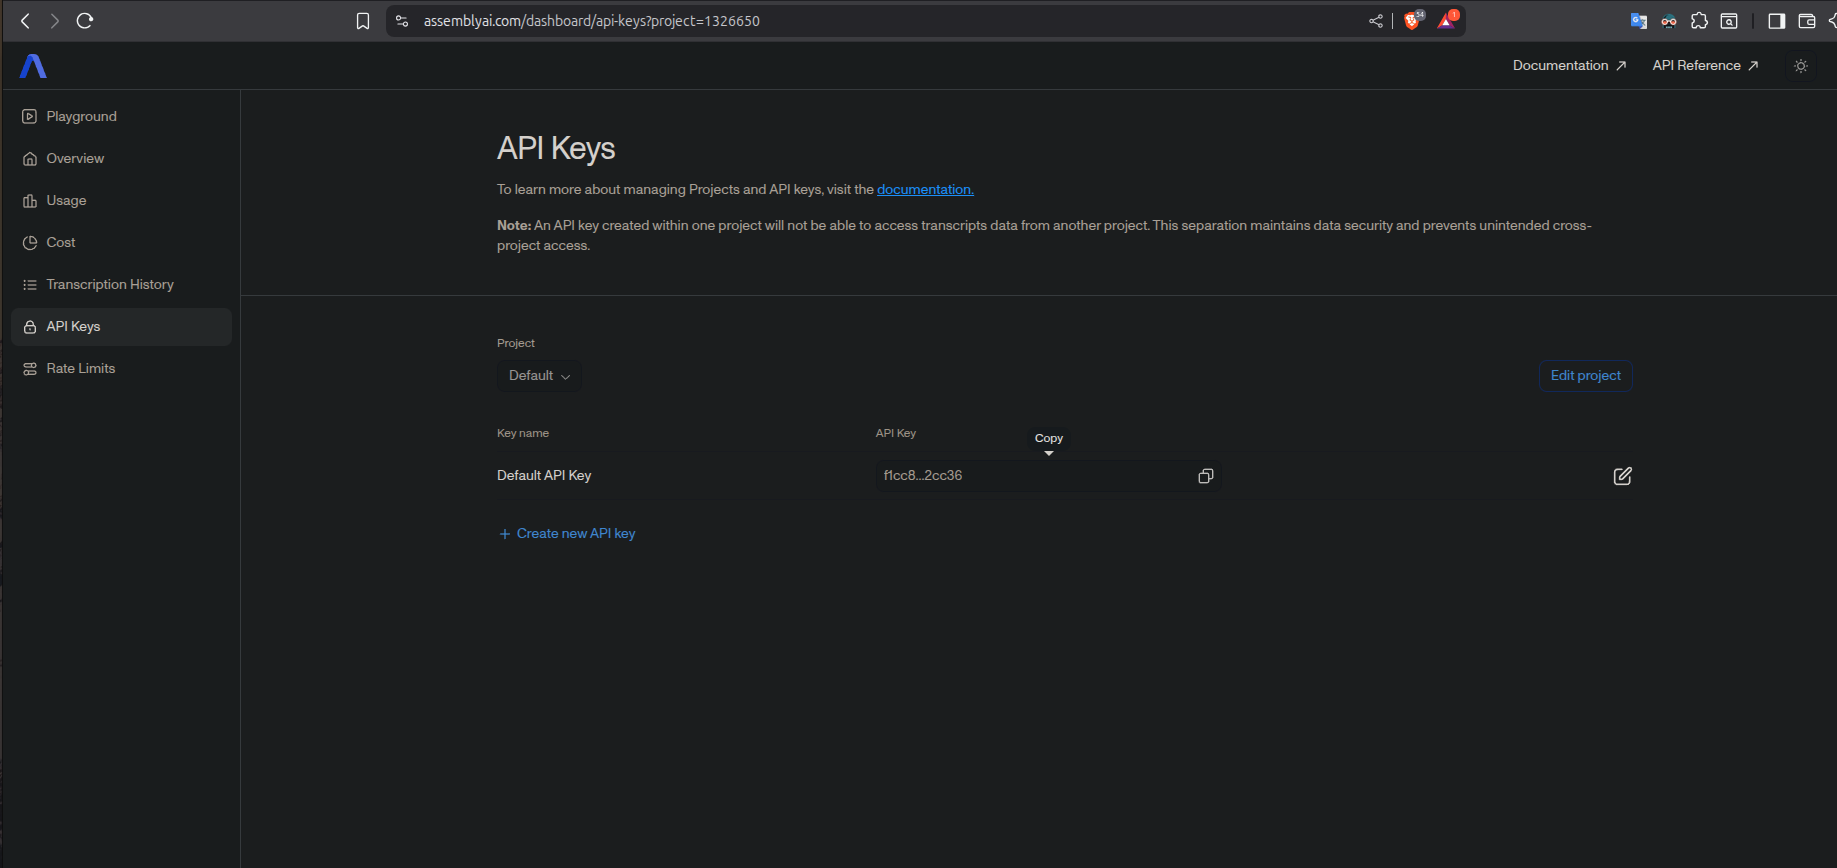 assemblyai.com/dashboard/api-keys?project=1326650
54
1
Documentation
API Reference
Playground
Overview
Usage
Cost
Transcription History
API Keys
Rate Limits
API Keys
To learn more about managing Projects and API keys, visit the documentation.
Note: An API key created within one project will not be able to access transcripts data from another project. This separation maintains data security and prevents unintended cross-
project access.
Project
Default
Edit project
Key name
API Key
Copy
Default API Key
f1cc8...2cc36
+ Create new API key